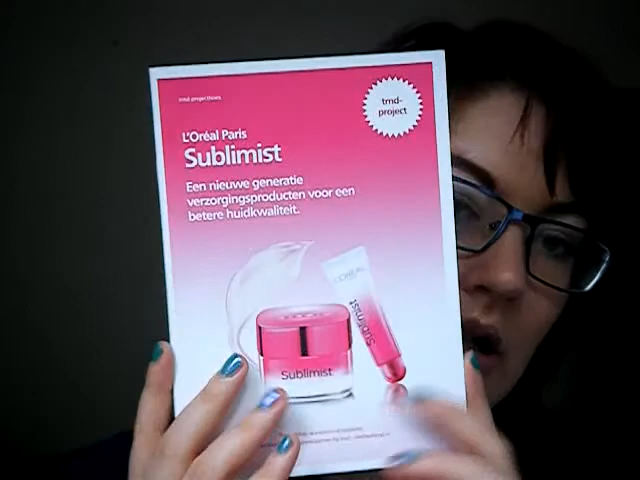 tmd-
project
L'Oréal Paris
Sublimist
Een nieuwe generatie
verzorgingsproducten voor een
betere huidkwaliteit.
L'ORÉAL
Sublimist
Sublimist